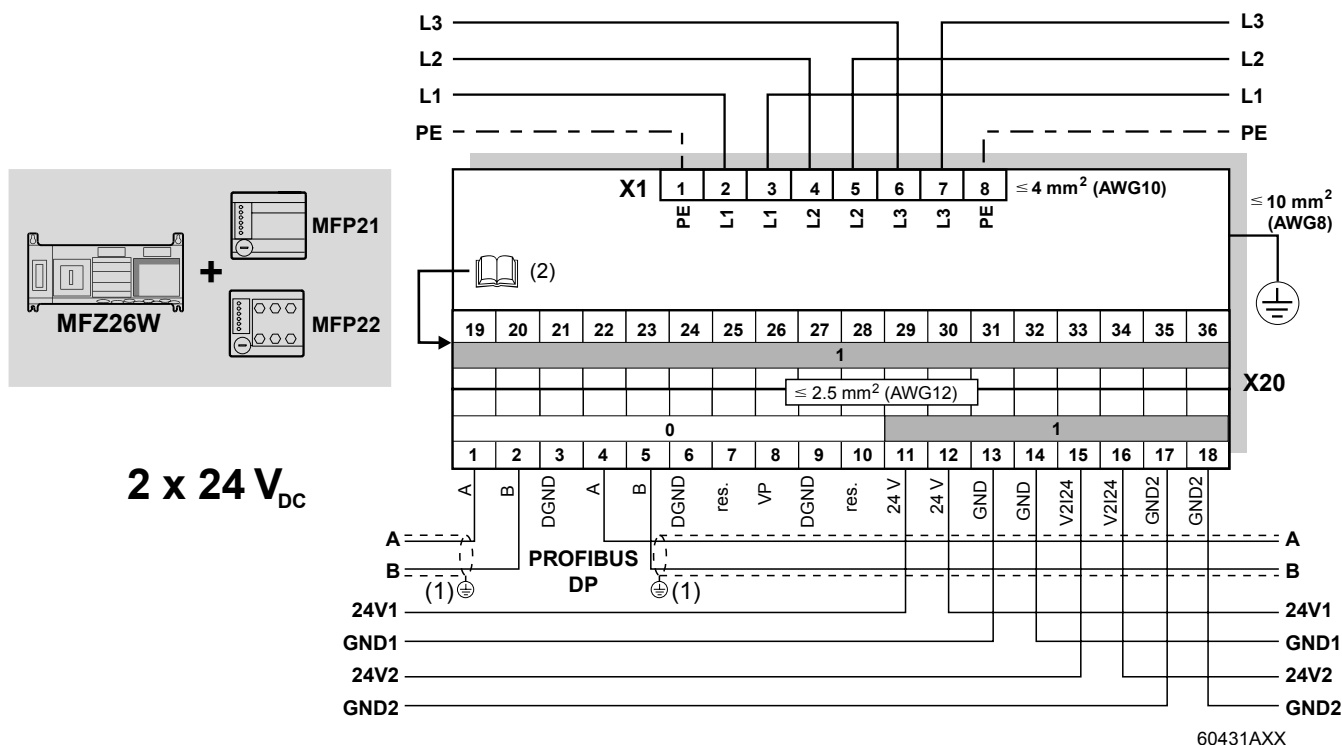 L3 L3
L2 L2
L1 L1
PE PE
X1 1 2 3 4 5 6 7 8 ≤ 4 mm² (AWG10)
PE L1 L1 L2 L2 L3 L3 PE
≤ 10 mm²
(AWG8)
MFP21
+
MFZ26W
MFP22
(2)
19 20 21 22 23 24 25 26 27 28 29 30 31 32 33 34 35 36
1
X20
≤ 2.5 mm² (AWG12)
0 1
1 2 3 4 5 6 7 8 9 10 11 12 13 14 15 16 17 18
A B DGND A B DGND res. VP DGND res. 24 V 24 V GND GND V2I24 V2I24 GND2 GND2
2 x 24 VDC
A A
B B
PROFIBUS
DP
(1) (1)
24V1 24V1
GND1 GND1
24V2 24V2
GND2 GND2
60431AXX